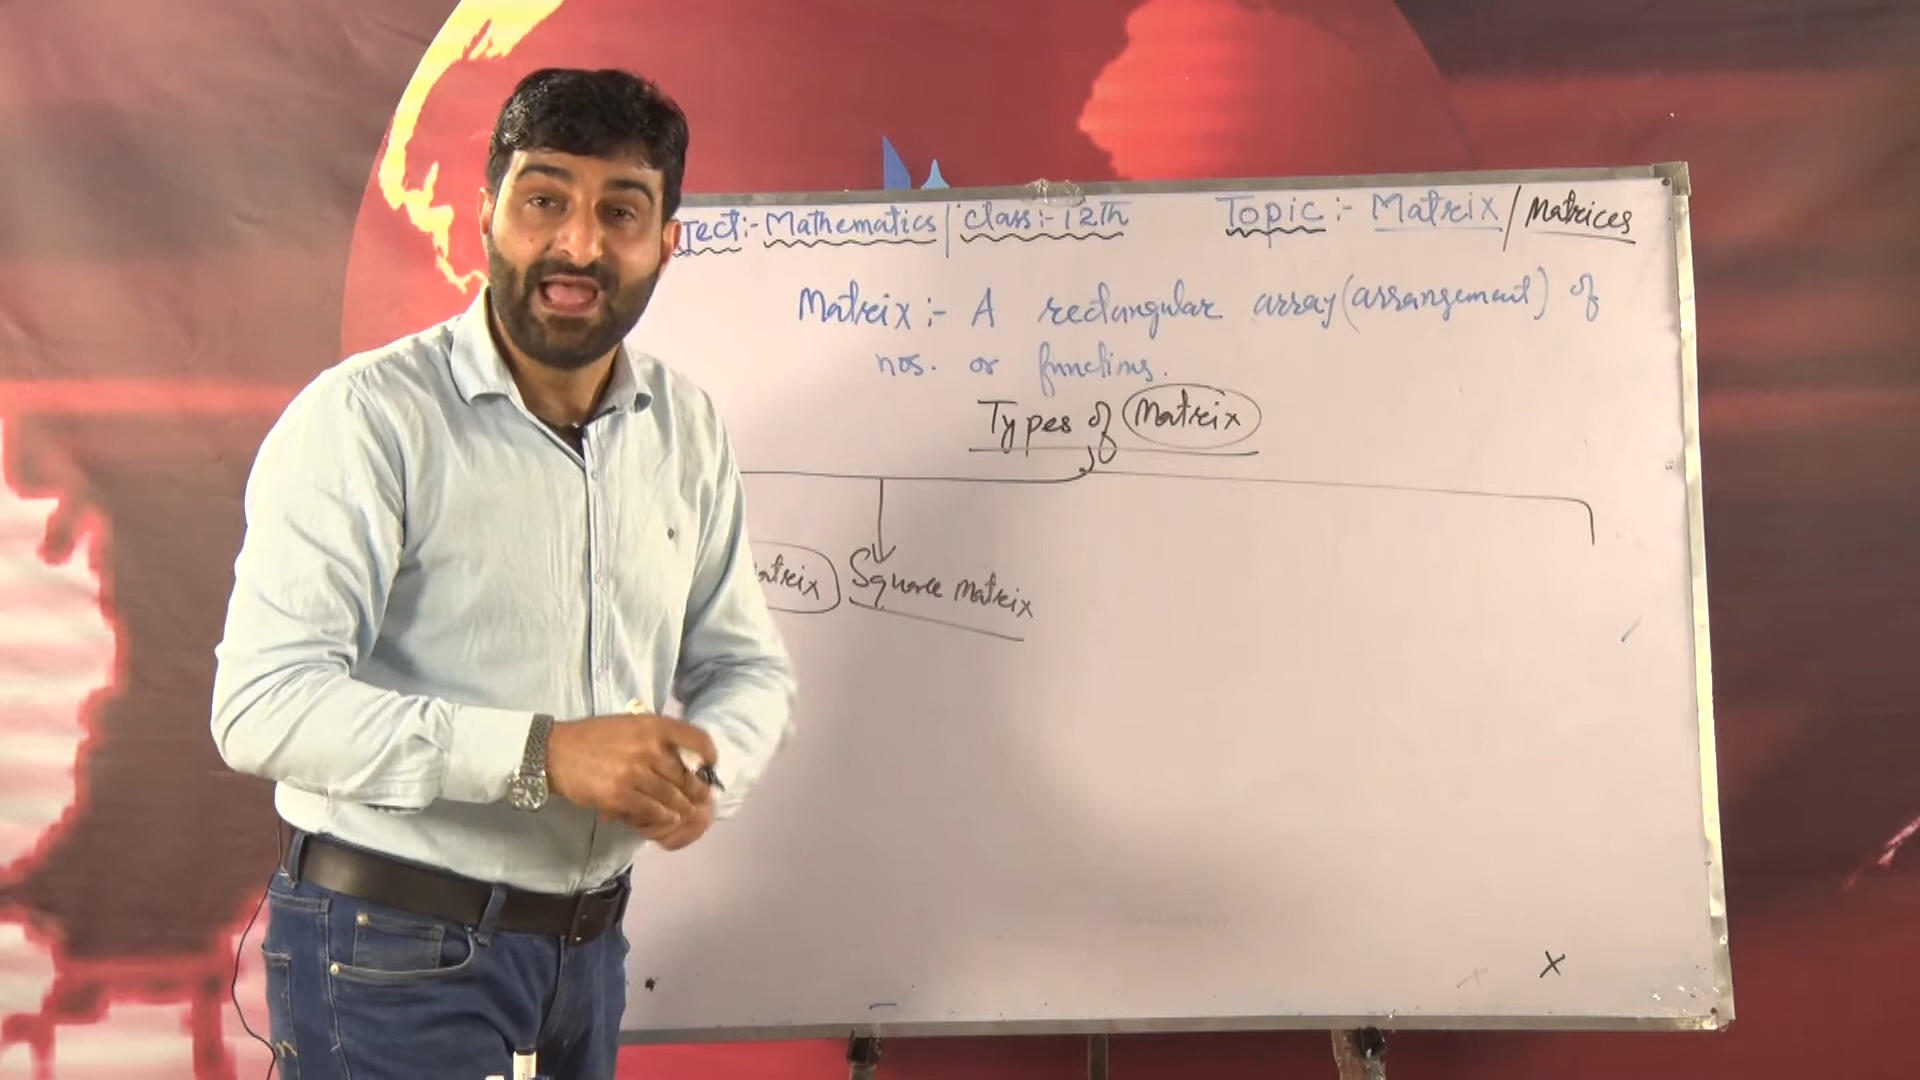 ject:- Mathematics / Class:- 12Th Topic :- Matrix / Matrices
Matrix :- A rectangular array (arrangement) of
nos. or functions.
Types of Matrix
atrix Square Matrix
x